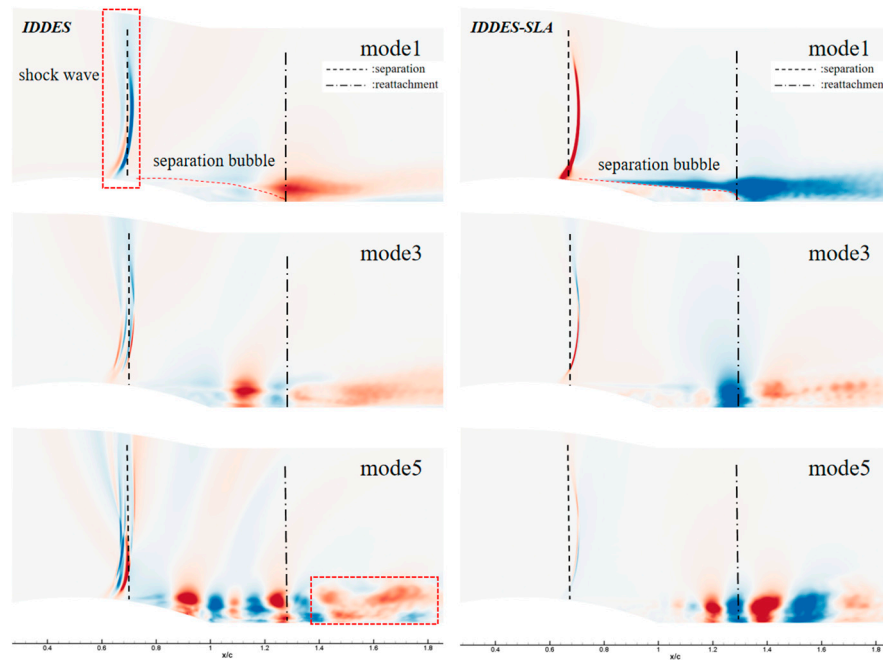 IDDES
mode1
:separation
:reattachment
shock wave
separation bubble
IDDES-SLA
mode1
:separation
:reattachment
separation bubble
mode3
mode3
mode5
mode5
0.4 0.6 0.8 1 1.2 1.4 1.6 1.8
x/c
0.4 0.6 0.8 1 1.2 1.4 1.6 1.8
x/c